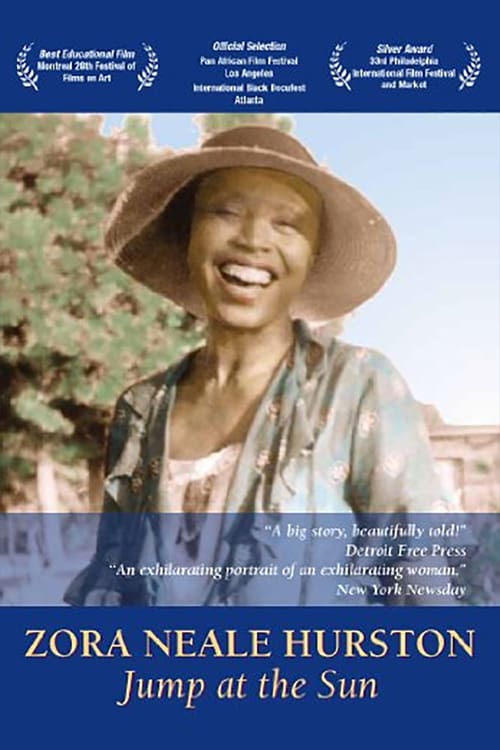 Best Educational Film
Montreal 28th Festival of
Films on Art
Official Selection
Pan African Film Festival
Los Angeles
International Black Docufest
Atlanta
Silver Award
33rd Philadelphia
International Film Festival
and Market
“A big story, beautifully told!”
Detroit Free Press
“An exhilarating portrait of an exhilarating woman.”
New York Newsday
ZORA NEALE HURSTON
Jump at the Sun